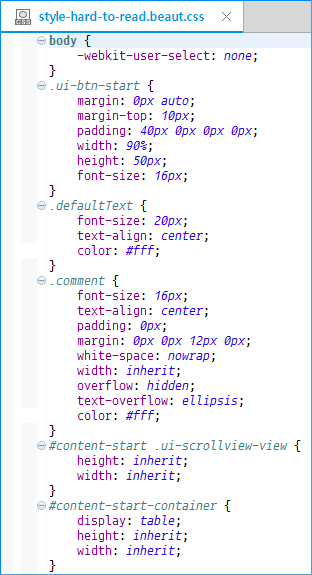 CSS style-hard-to-read.beaut.css
body {
    -webkit-user-select: none;
}
.ui-btn-start {
    margin: 0px auto;
    margin-top: 10px;
    padding: 40px 0px 0px 0px;
    width: 90%;
    height: 50px;
    font-size: 16px;
}
.defaultText {
    font-size: 20px;
    text-align: center;
    color: #fff;
}
.comment {
    font-size: 16px;
    text-align: center;
    padding: 0px;
    margin: 0px 0px 12px 0px;
    white-space: nowrap;
    width: inherit;
    overflow: hidden;
    text-overflow: ellipsis;
    color: #fff;
}
#content-start .ui-scrollview-view {
    height: inherit;
    width: inherit;
}
#content-start-container {
    display: table;
    height: inherit;
    width: inherit;
}